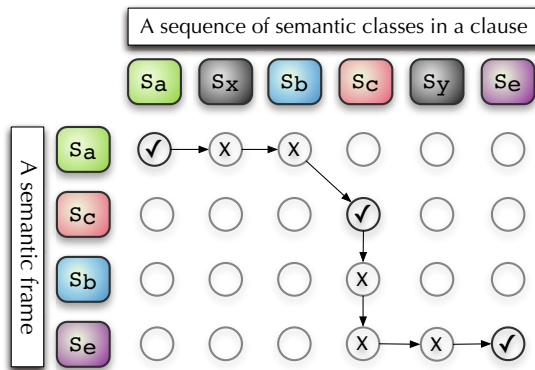 A sequence of semantic classes in a clause
Sa Sx Sb Sc Sy Se
A semantic frame
Sa ✓ X X
Sc ✓
Sb X
Se X X ✓